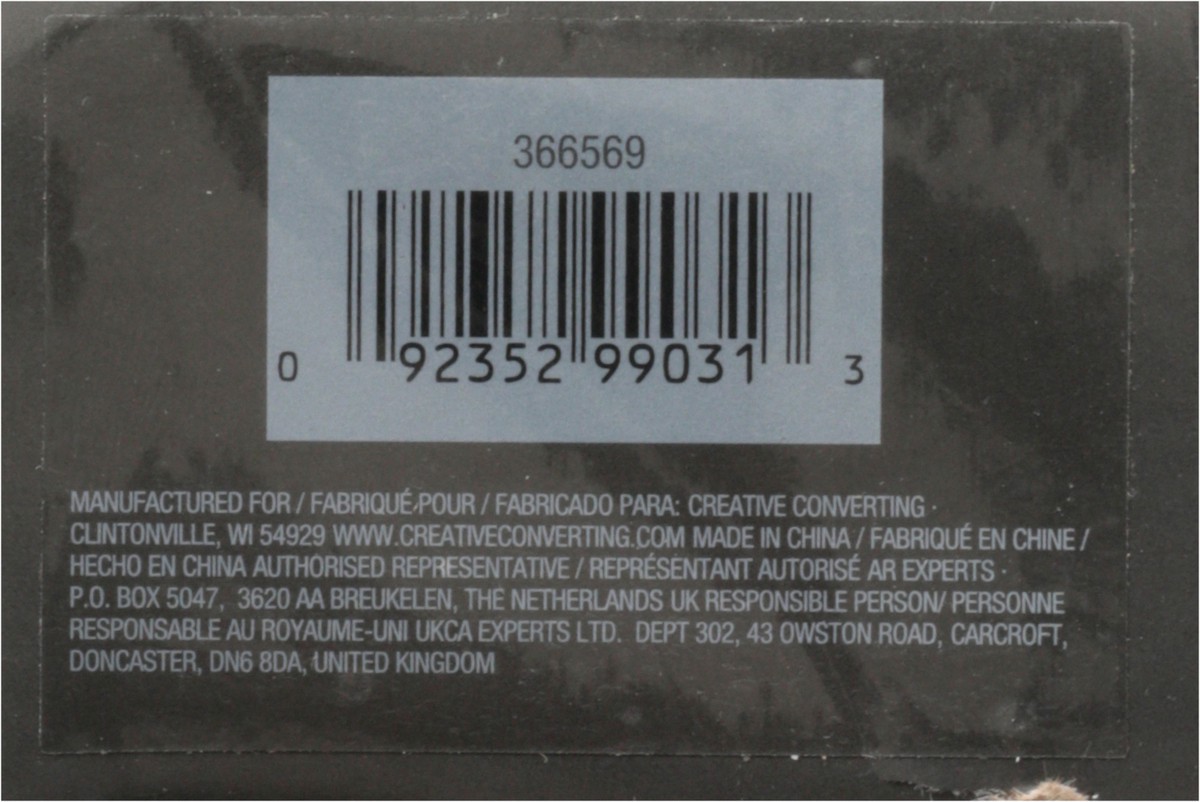 366569
0 92352 99031 3
MANUFACTURED FOR / FABRIQUÉ POUR / FABRICADO PARA: CREATIVE CONVERTING ·
CLINTONVILLE, WI 54929 WWW.CREATIVECONVERTING.COM MADE IN CHINA / FABRIQUÉ EN CHINE /
HECHO EN CHINA AUTHORISED REPRESENTATIVE / REPRÉSENTANT AUTORISÉ AR EXPERTS ·
P.O. BOX 5047, 3620 AA BREUKELEN, THE NETHERLANDS UK RESPONSIBLE PERSON/ PERSONNE
RESPONSABLE AU ROYAUME-UNI UKCA EXPERTS LTD. DEPT 302, 43 OWSTON ROAD, CARCROFT,
DONCASTER, DN6 8DA, UNITED KINGDOM